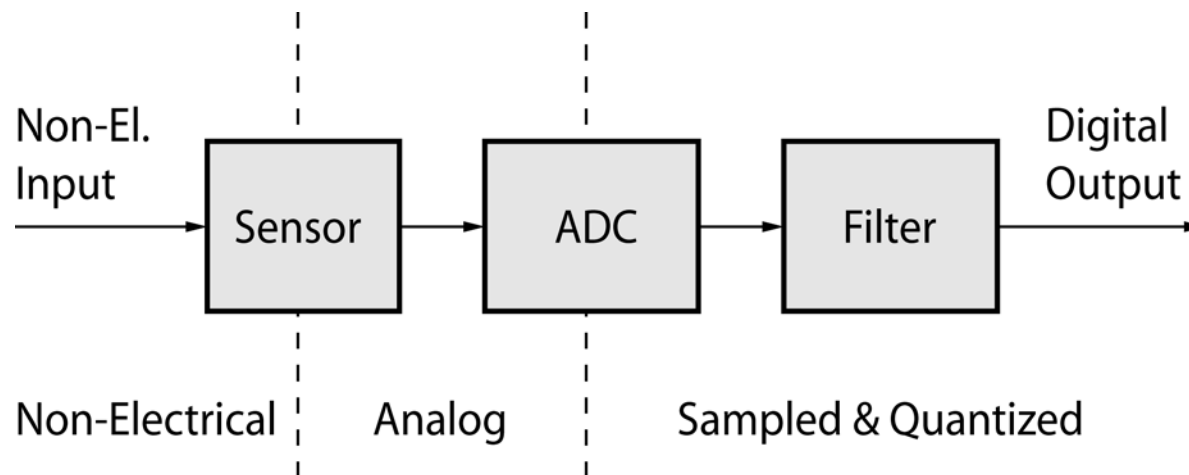 Non-El.
Input
Sensor
ADC
Filter
Digital
Output
Non-Electrical
Analog
Sampled & Quantized